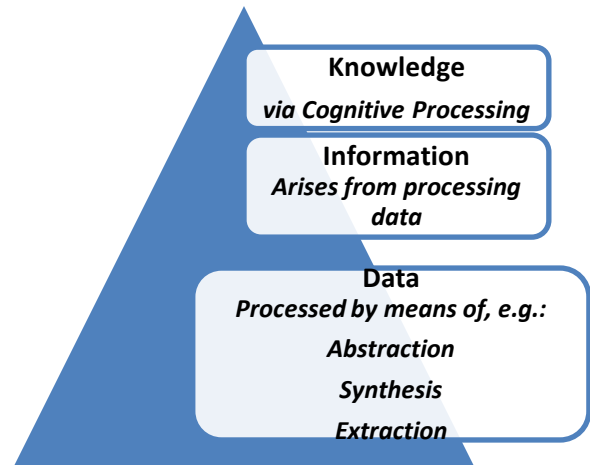 Knowledge
via Cognitive Processing
Information
Arises from processing
data
Data
Processed by means of, e.g.:
Abstraction
Synthesis
Extraction